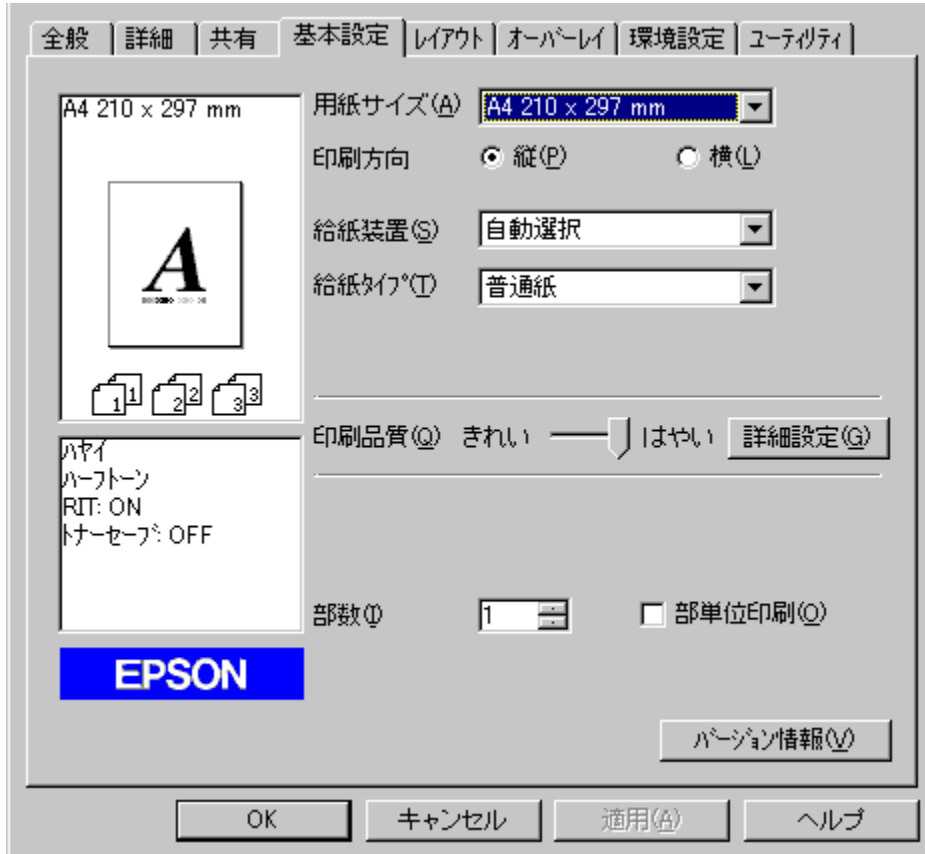 全般 詳細 共有 基本設定 ﾚｲｱｳﾄ ｵｰﾊﾞｰﾚｲ 環境設定 ﾕｰﾃｨﾘﾃｨ
A4 210 x 297 mm
用紙サイズ(A) A4 210 x 297 mm
印刷方向 縦(P) 横(L)
A
給紙装置(S) 自動選択
給紙ﾀｲﾌﾟ(T) 普通紙
1 1 2 2 3 3
印刷品質(Q) きれい はやい 詳細設定(G)
ﾊﾔｲ
ﾊｰﾌﾄｰﾝ
RIT: ON
ﾄﾅｰｾｰﾌﾞ: OFF
部数(I) 1 部単位印刷(O)
EPSON
ﾊﾞｰｼﾞｮﾝ情報(V)
OK キャンセル 適用(A) ヘルプ